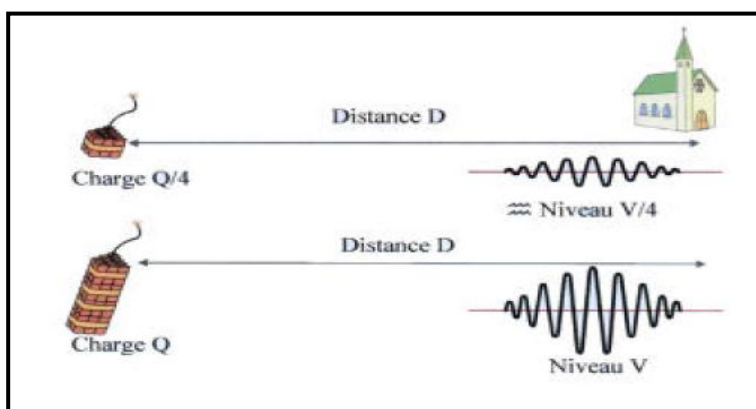 Distance D
Charge Q/4
≈ Niveau V/4
Distance D
Charge Q
Niveau V